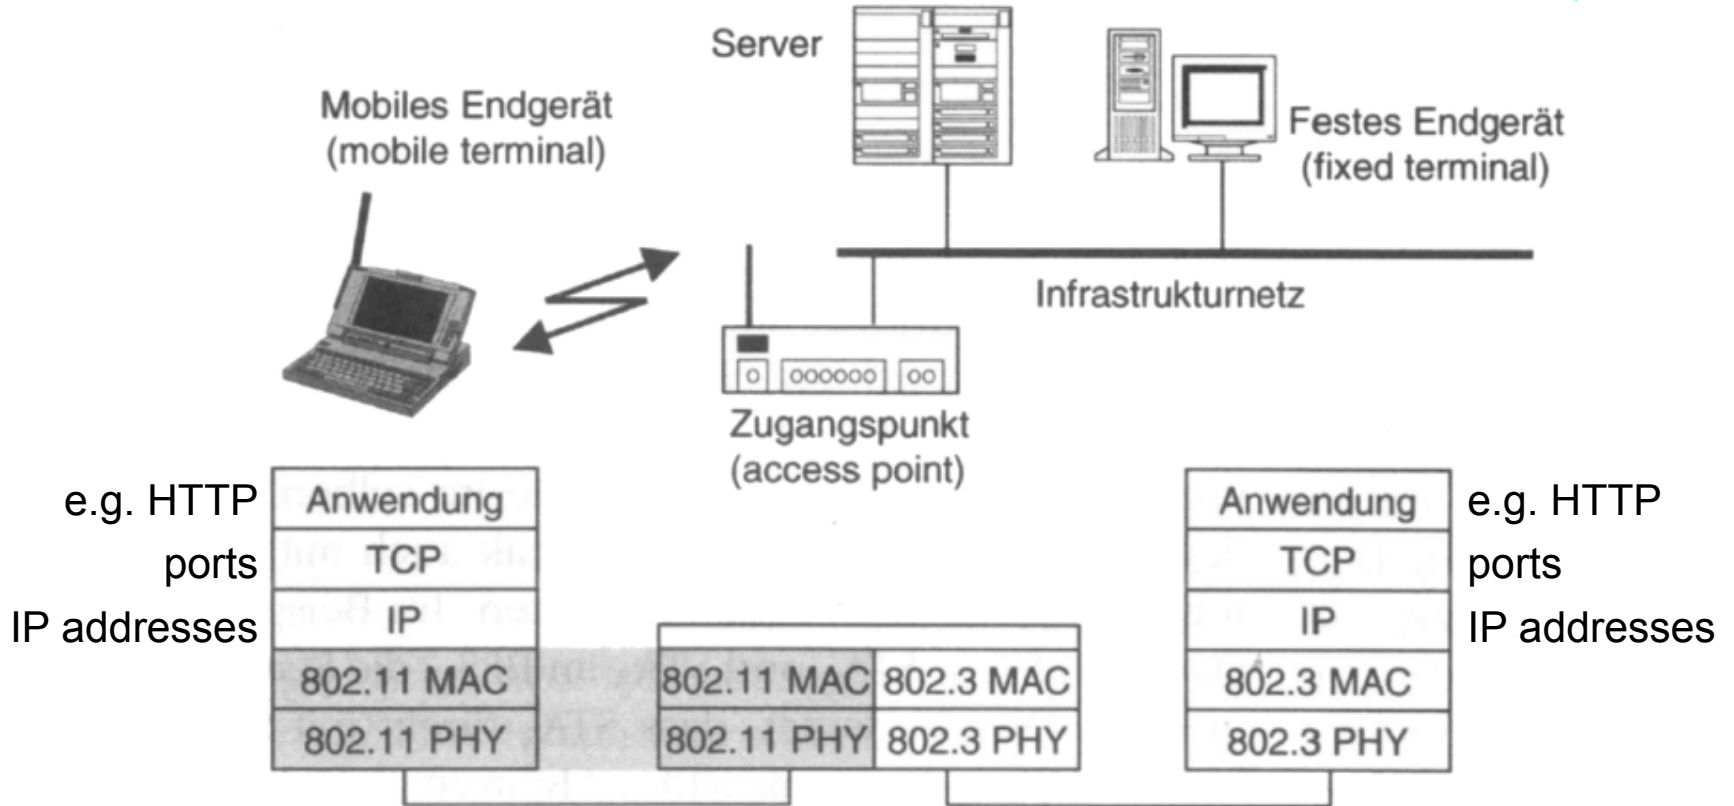 Server
Mobiles Endgerät
(mobile terminal)
Festes Endgerät
(fixed terminal)
Infrastrukturnetz
Zugangspunkt
(access point)
e.g. HTTP
ports
IP addresses
Anwendung
TCP
IP
802.11 MAC
802.11 PHY
802.11 MAC 802.3 MAC
802.11 PHY 802.3 PHY
Anwendung
TCP
IP
802.3 MAC
802.3 PHY
e.g. HTTP
ports
IP addresses